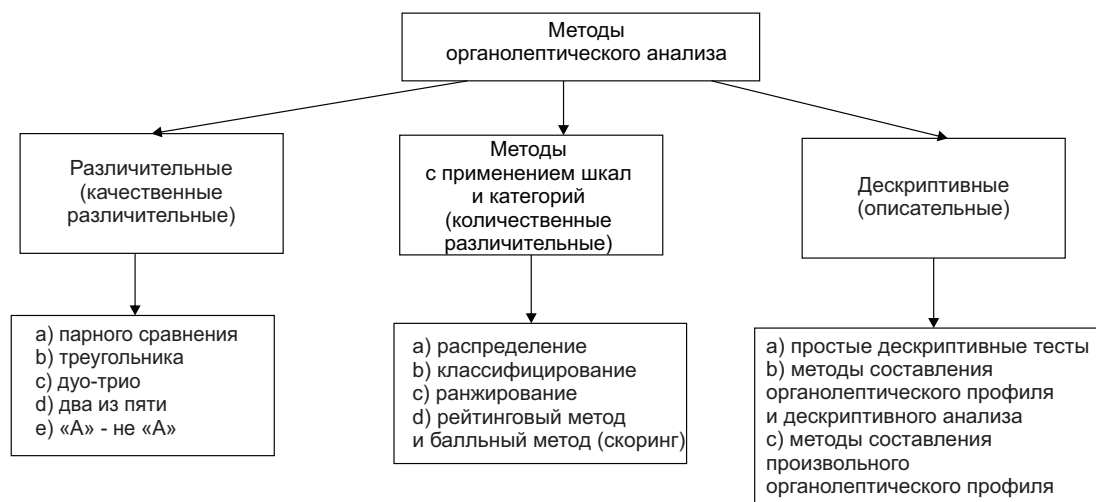 Методы
органолептического анализа
Различительные
(качественные
различительные)
Методы
с применением шкал
и категорий
(количественные
различительные)
Дескриптивные
(описательные)
a) парного сравнения
b) треугольника
c) дуо-трио
d) два из пяти
e) «А» - не «А»
a) распределение
b) классифицирование
c) ранжирование
d) рейтинговый метод
и балльный метод (скоринг)
a) простые дескриптивные тесты
b) методы составления
органолептического профиля
и дескриптивного анализа
c) методы составления
произвольного
органолептического профиля